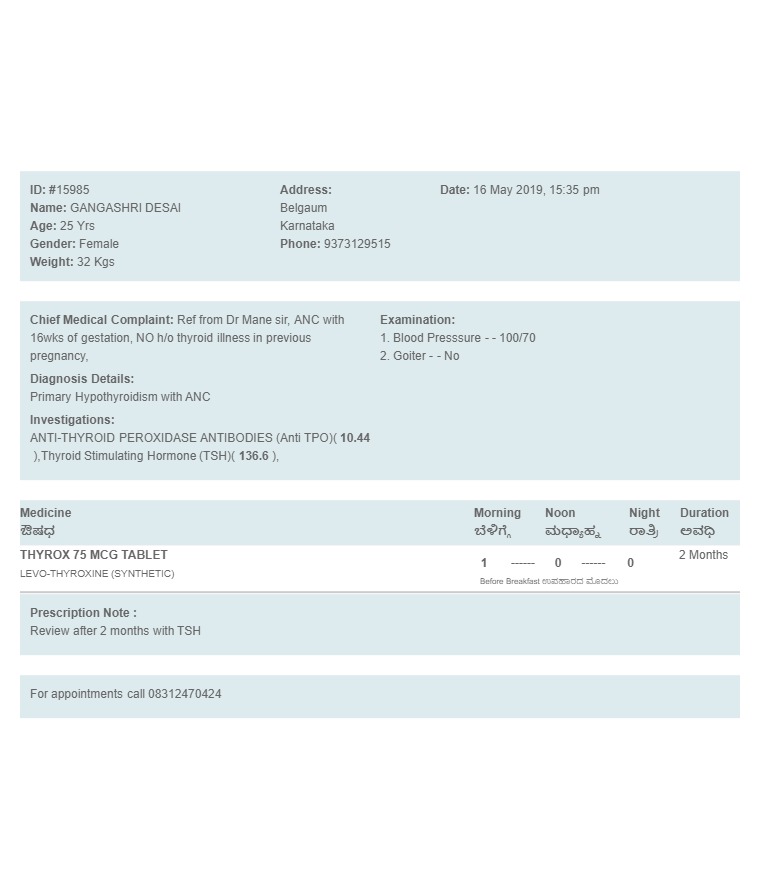 ID: #15985
Name: GANGASHRI DESAI
Age: 25 Yrs
Gender: Female
Weight: 32 Kgs
Address:
Belgaum
Karnataka
Phone: 9373129515
Date: 16 May 2019, 15:35 pm
Chief Medical Complaint: Ref from Dr Mane sir, ANC with
16wks of gestation, NO h/o thyroid illness in previous
pregnancy,
Diagnosis Details:
Primary Hypothyroidism with ANC
Investigations:
ANTI-THYROID PEROXIDASE ANTIBODIES (Anti TPO)( 10.44
),Thyroid Stimulating Hormone (TSH)( 136.6 ),
Examination:
1. Blood Presssure - - 100/70
2. Goiter - - No
Medicine Morning Noon Night Duration
ಔಷಧ ಬೆಳಿಗ್ಗೆ ಮಧ್ಯಾಹ್ನ ರಾತ್ರಿ ಅವಧಿ
THYROX 75 MCG TABLET 2 Months
LEVO-THYROXINE (SYNTHETIC)
1 ------ 0 ------ 0
Before Breakfast ಉಪಹಾರದ ಮೊದಲು
Prescription Note :
Review after 2 months with TSH
For appointments call 08312470424